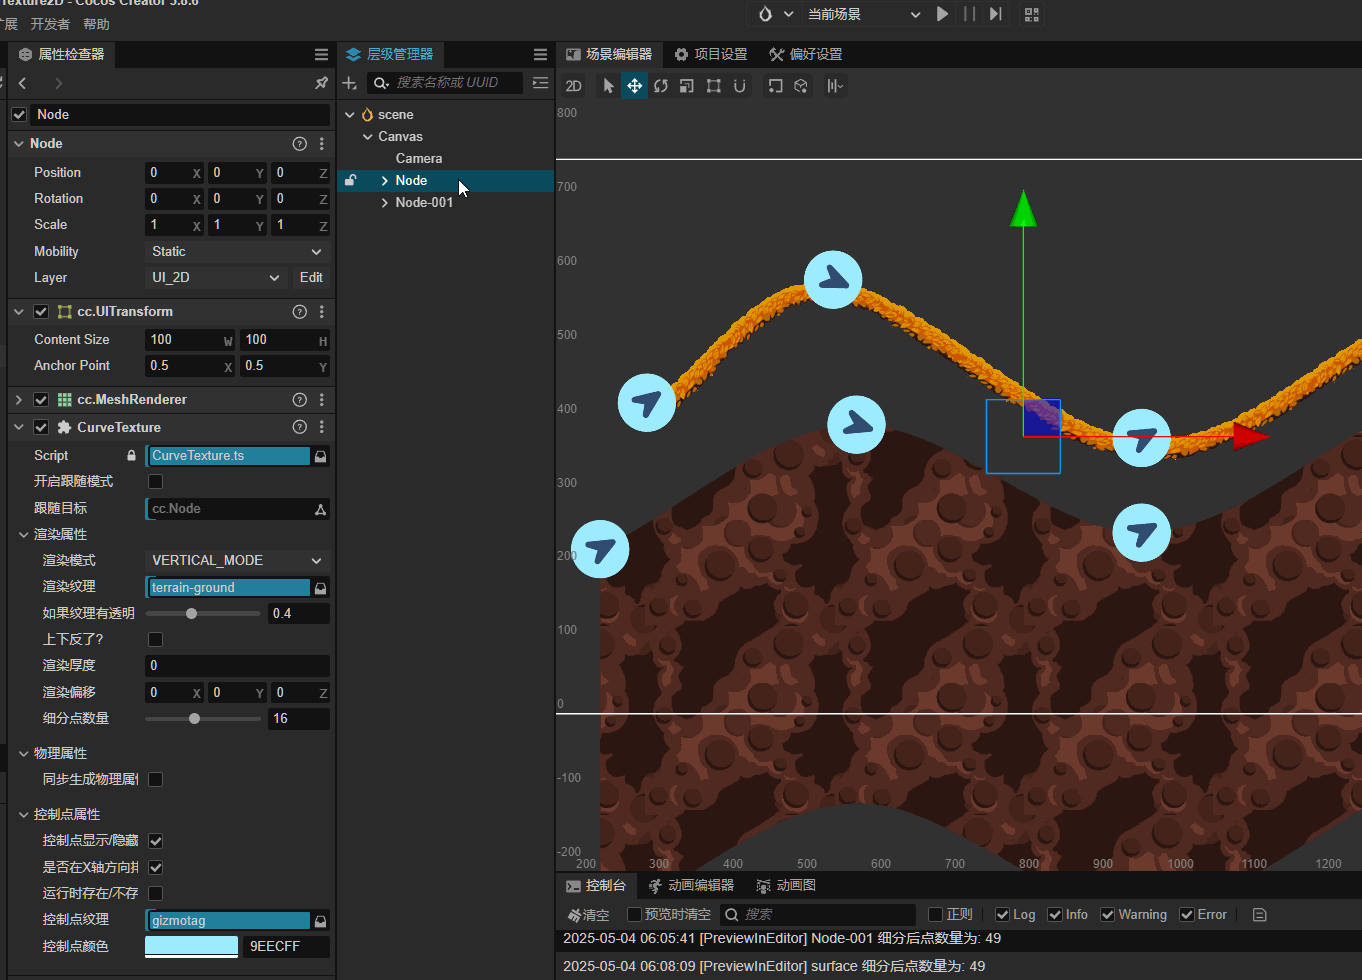 Texture2D - Cocos Creator 3.8.6
扩展 开发者 帮助
当前场景
属性检查器
层级管理器
场景编辑器 项目设置 偏好设置
搜索名称或 UUID
2D
Node
Node
Position 0 X 0 Y 0 Z
Rotation 0 X 0 Y 0 Z
Scale 1 X 1 Y 1 Z
Mobility Static
Layer UI_2D Edit
cc.UITransform
Content Size 100 W 100 H
Anchor Point 0.5 X 0.5 Y
cc.MeshRenderer
CurveTexture
Script CurveTexture.ts
开启跟随模式
跟随目标 cc.Node
渲染属性
渲染模式 VERTICAL_MODE
渲染纹理 terrain-ground
如果纹理有透明 0.4
上下反了?
渲染厚度 0
渲染偏移 0 X 0 Y 0 Z
细分点数量 16
物理属性
同步生成物理属
控制点属性
控制点显示/隐藏
是否在X轴方向
运行时存在/不存
控制点纹理 gizmotag
控制点颜色 9EECFF
scene
Canvas
Camera
Node
Node-001
800
700
600
500
400
300
200
100
0
-100
-200
200 300 400 500 600 700 800 900 1000 1100 1200
控制台 动画编辑器 动画图
清空 预览时清空 搜索 正则 Log Info Warning Error
2025-05-04 06:05:41 [PreviewInEditor] Node-001 细分后点数量为: 49
2025-05-04 06:08:09 [PreviewInEditor] surface 细分后点数量为: 49